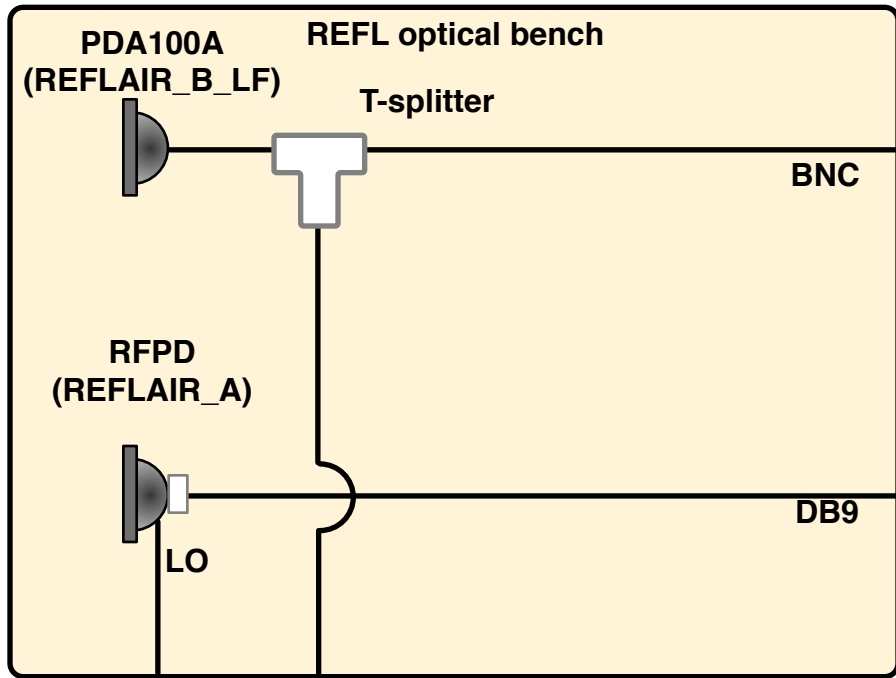 REFL optical bench
PDA100A
(REFLAIR_B_LF)
T-splitter
BNC
RFPD
(REFLAIR_A)
DB9
LO